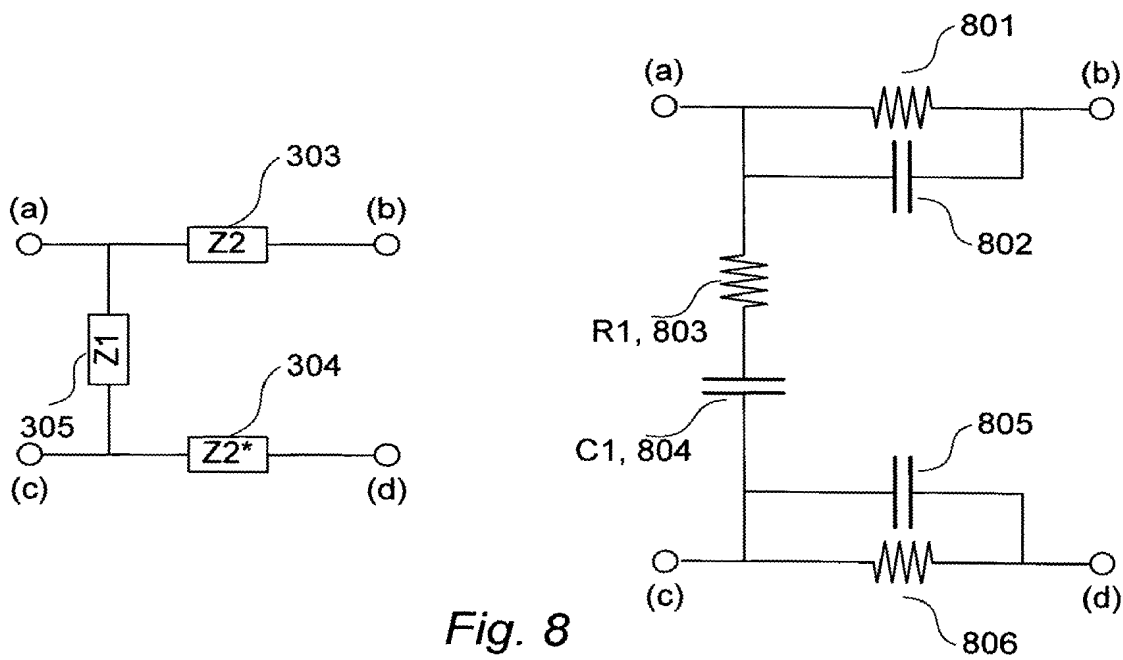 303
(a)
(b)
Z2
Z1
305
304
Z2*
(c)
(d)
801
(a)
(b)
802
R1, 803
C1, 804
805
(c)
(d)
806
Fig. 8